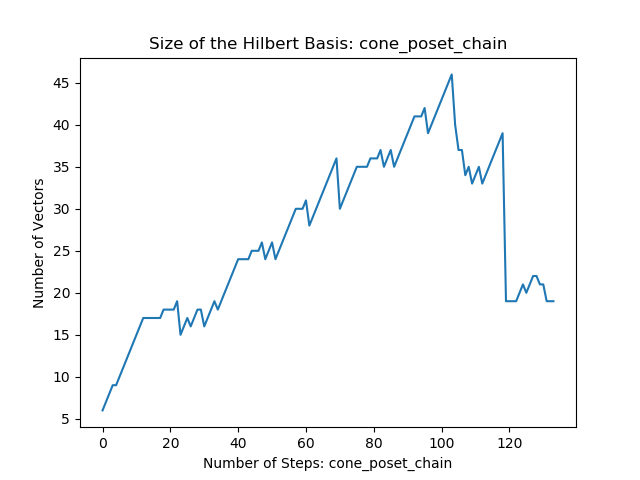 Size of the Hilbert Basis: cone_poset_chain
45
40
35
30
25
20
15
10
5
Number of Vectors
0 20 40 60 80 100 120
Number of Steps: cone_poset_chain